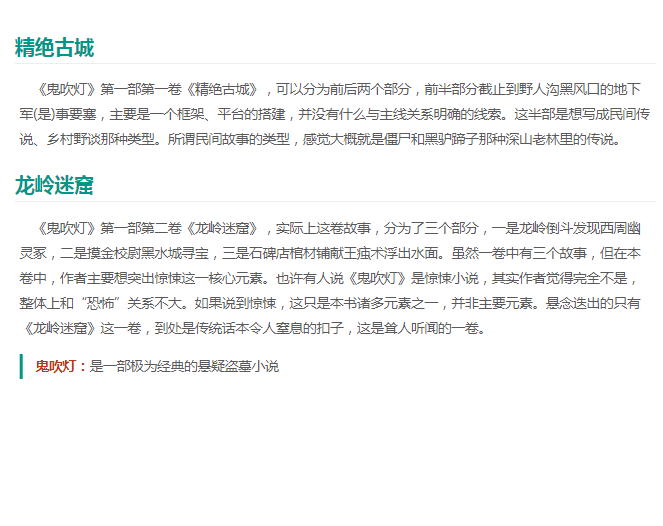 精绝古城
《鬼吹灯》第一部第一卷《精绝古城》，可以分为前后两个部分，前半部分截止到野人沟黑风口的地下
军(是)事要塞，主要是一个框架、平台的搭建，并没有什么与主线关系明确的线索。这半部是想写成民间传
说、乡村野谈那种类型。所谓民间故事的类型，感觉大概就是僵尸和黑驴蹄子那种深山老林里的传说。
龙岭迷窟
《鬼吹灯》第一部第二卷《龙岭迷窟》，实际上这卷故事，分为了三个部分，一是龙岭倒斗发现西周幽
灵冢，二是摸金校尉黑水城寻宝，三是石碑店棺材铺献王痋术浮出水面。虽然一卷中有三个故事，但在本
卷中，作者主要想突出惊悚这一核心元素。也许有人说《鬼吹灯》是惊悚小说，其实作者觉得完全不是，
整体上和“恐怖”关系不大。如果说到惊悚，这只是本书诸多元素之一，并非主要元素。悬念迭出的只有
《龙岭迷窟》这一卷，到处是传统话本令人窒息的扣子，这是耸人听闻的一卷。
鬼吹灯：是一部极为经典的悬疑盗墓小说